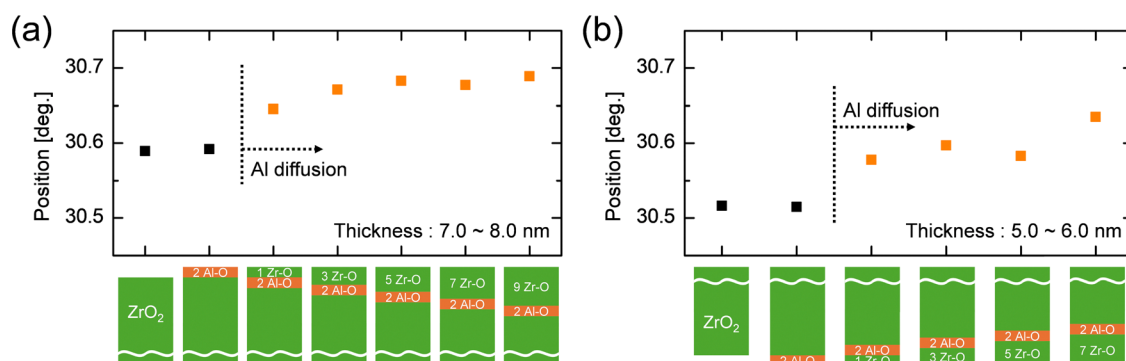 (a)
Position [deg.]
30.7
30.6
30.5
Al diffusion
Thickness : 7.0 ~ 8.0 nm
ZrO2
2 Al-O
1 Zr-O
2 Al-O
3 Zr-O
2 Al-O
5 Zr-O
2 Al-O
7 Zr-O
2 Al-O
9 Zr-O
2 Al-O
(b)
Position [deg.]
30.7
30.6
30.5
Al diffusion
Thickness : 5.0 ~ 6.0 nm
ZrO2
2 Al-O
2 Al-O
1 Zr-O
2 Al-O
3 Zr-O
2 Al-O
5 Zr-O
2 Al-O
7 Zr-O